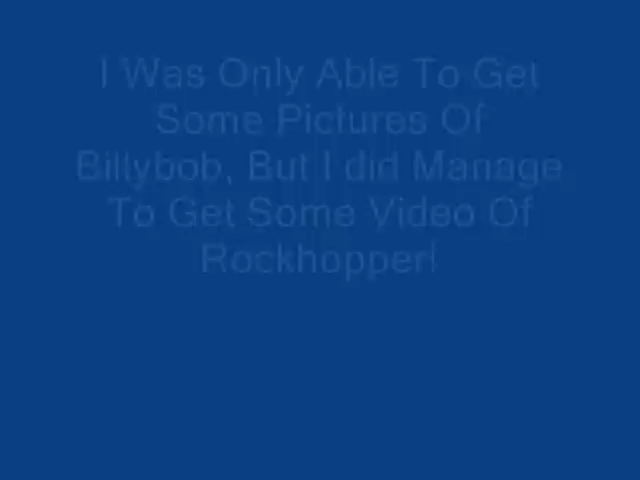 I Was Only Able To Get
Some Pictures Of
Billybob, But I did Manage
To Get Some Video Of
Rockhopper!